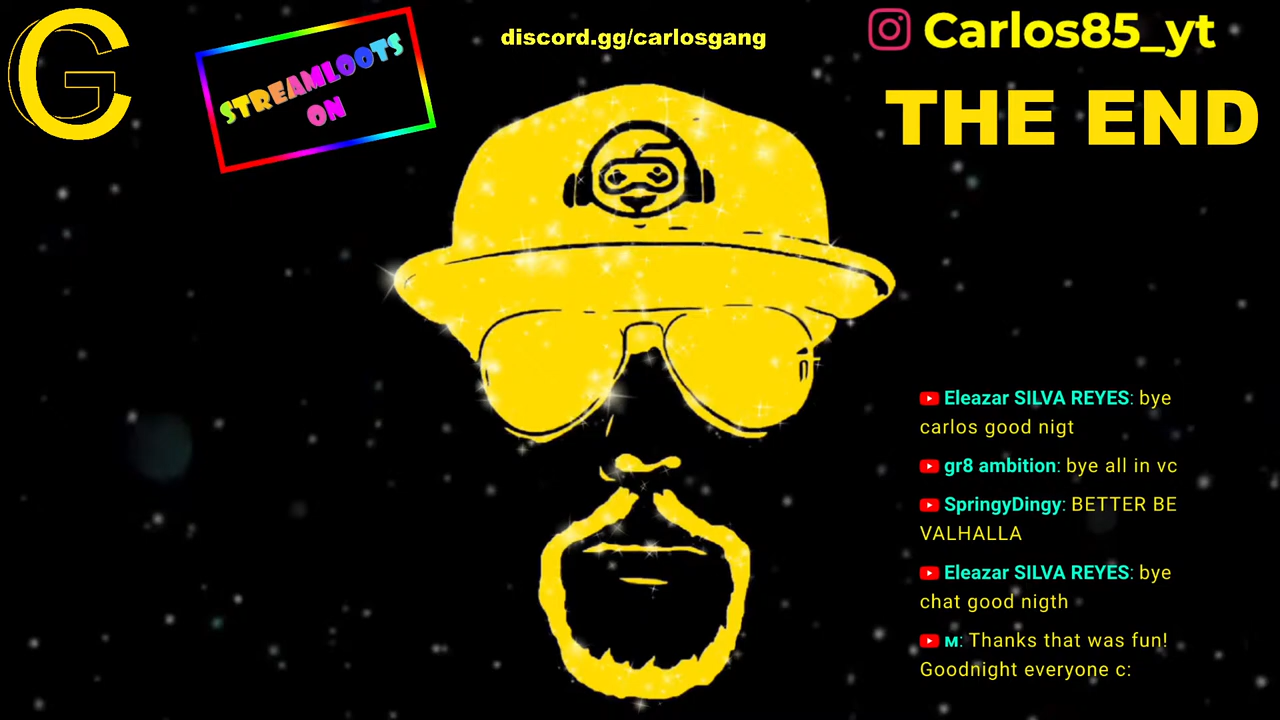 G
STREAMLOOTS
ON
discord.gg/carlosgang
Carlos85_yt
THE END
Eleazar SILVA REYES: bye
carlos good nigt
gr8 ambition: bye all in vc
SpringyDingy: BETTER BE
VALHALLA
Eleazar SILVA REYES: bye
chat good nigth
м: Thanks that was fun!
Goodnight everyone c: